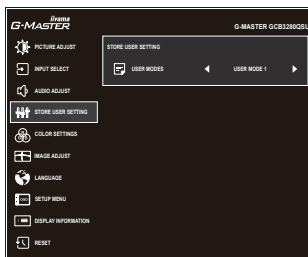 iiyama
G-MASTER
G-MASTER GCB3280QSU
PICTURE ADJUST
INPUT SELECT
AUDIO ADJUST
STORE USER SETTING
COLOR SETTINGS
IMAGE ADJUST
LANGUAGE
OSD
SETUP MENU
DISPLAY INFORMATION
RESET
STORE USER SETTING
USER MODES
USER MODE 1